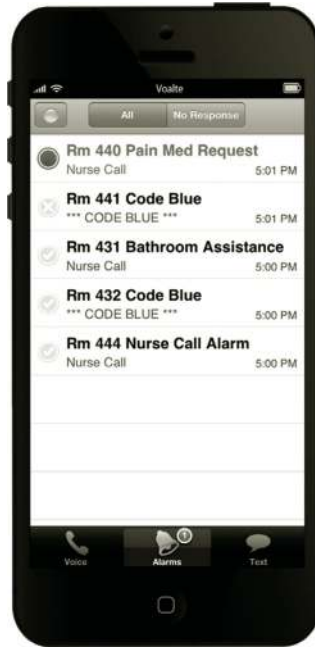 Voalte
All No Response
Rm 440 Pain Med Request
Nurse Call 5:01 PM
Rm 441 Code Blue
*** CODE BLUE *** 5:01 PM
Rm 431 Bathroom Assistance
Nurse Call 5:00 PM
Rm 432 Code Blue
*** CODE BLUE *** 5:00 PM
Rm 444 Nurse Call Alarm
Nurse Call 5:00 PM
1
Voice Alarms Text